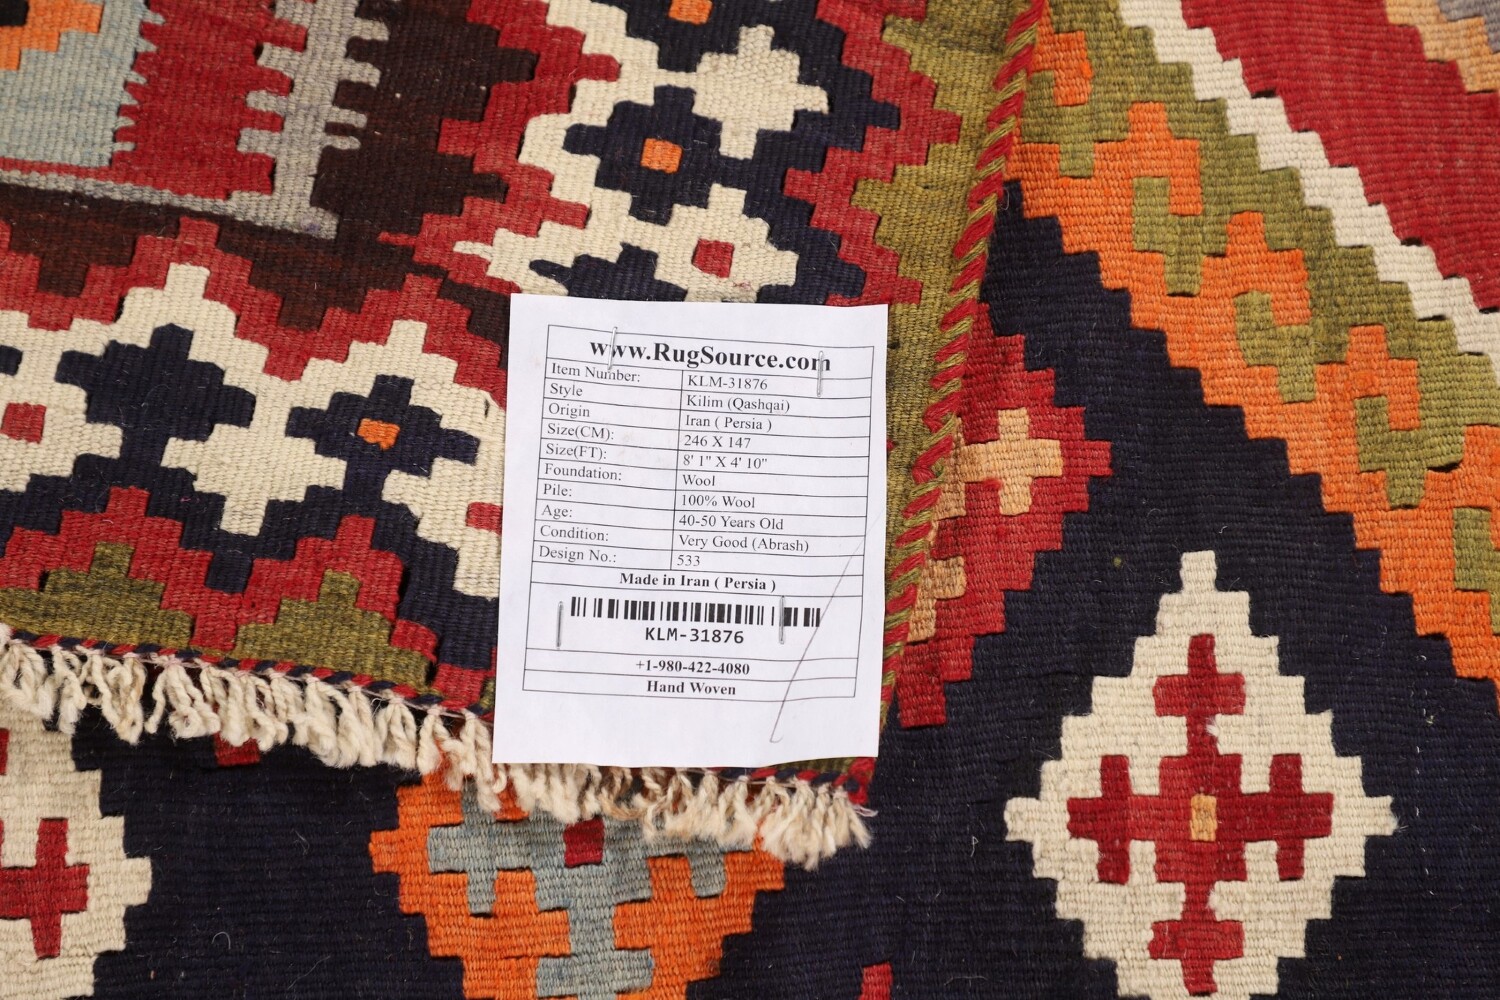 www.RugSource.com
Item Number: KLM-31876
Style Kilim (Qashqai)
Origin Iran ( Persia )
Size(CM): 246 X 147
Size(FT): 8' 1" X 4' 10"
Foundation: Wool
Pile: 100% Wool
Age: 40-50 Years Old
Condition: Very Good (Abrash)
Design No.: 533
Made in Iran ( Persia )
KLM-31876
+1-980-422-4080
Hand Woven